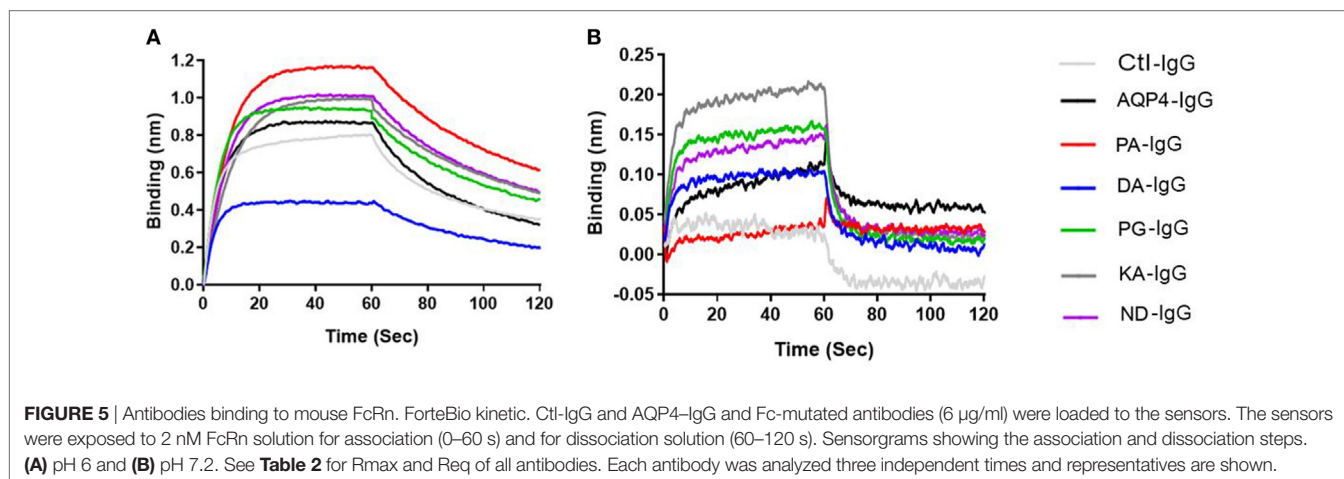 A
1.2
1.0
0.8
0.6
0.4
0.2
0.0
Binding (nm)
0 20 40 60 80 100 120
Time (Sec)
B
0.25
0.20
0.15
0.10
0.05
0.00
-0.05
Binding (nm)
0 20 40 60 80 100 120
Time (Sec)
Ctl-IgG
AQP4-IgG
PA-IgG
DA-IgG
PG-IgG
KA-IgG
ND-IgG
FIGURE 5 | Antibodies binding to mouse FcRn. ForteBio kinetic. Ctl-IgG and AQP4–IgG and Fc-mutated antibodies (6 µg/ml) were loaded to the sensors. The sensors
were exposed to 2 nM FcRn solution for association (0–60 s) and for dissociation solution (60–120 s). Sensorgrams showing the association and dissociation steps.
(A) pH 6 and (B) pH 7.2. See Table 2 for Rmax and Req of all antibodies. Each antibody was analyzed three independent times and representatives are shown.